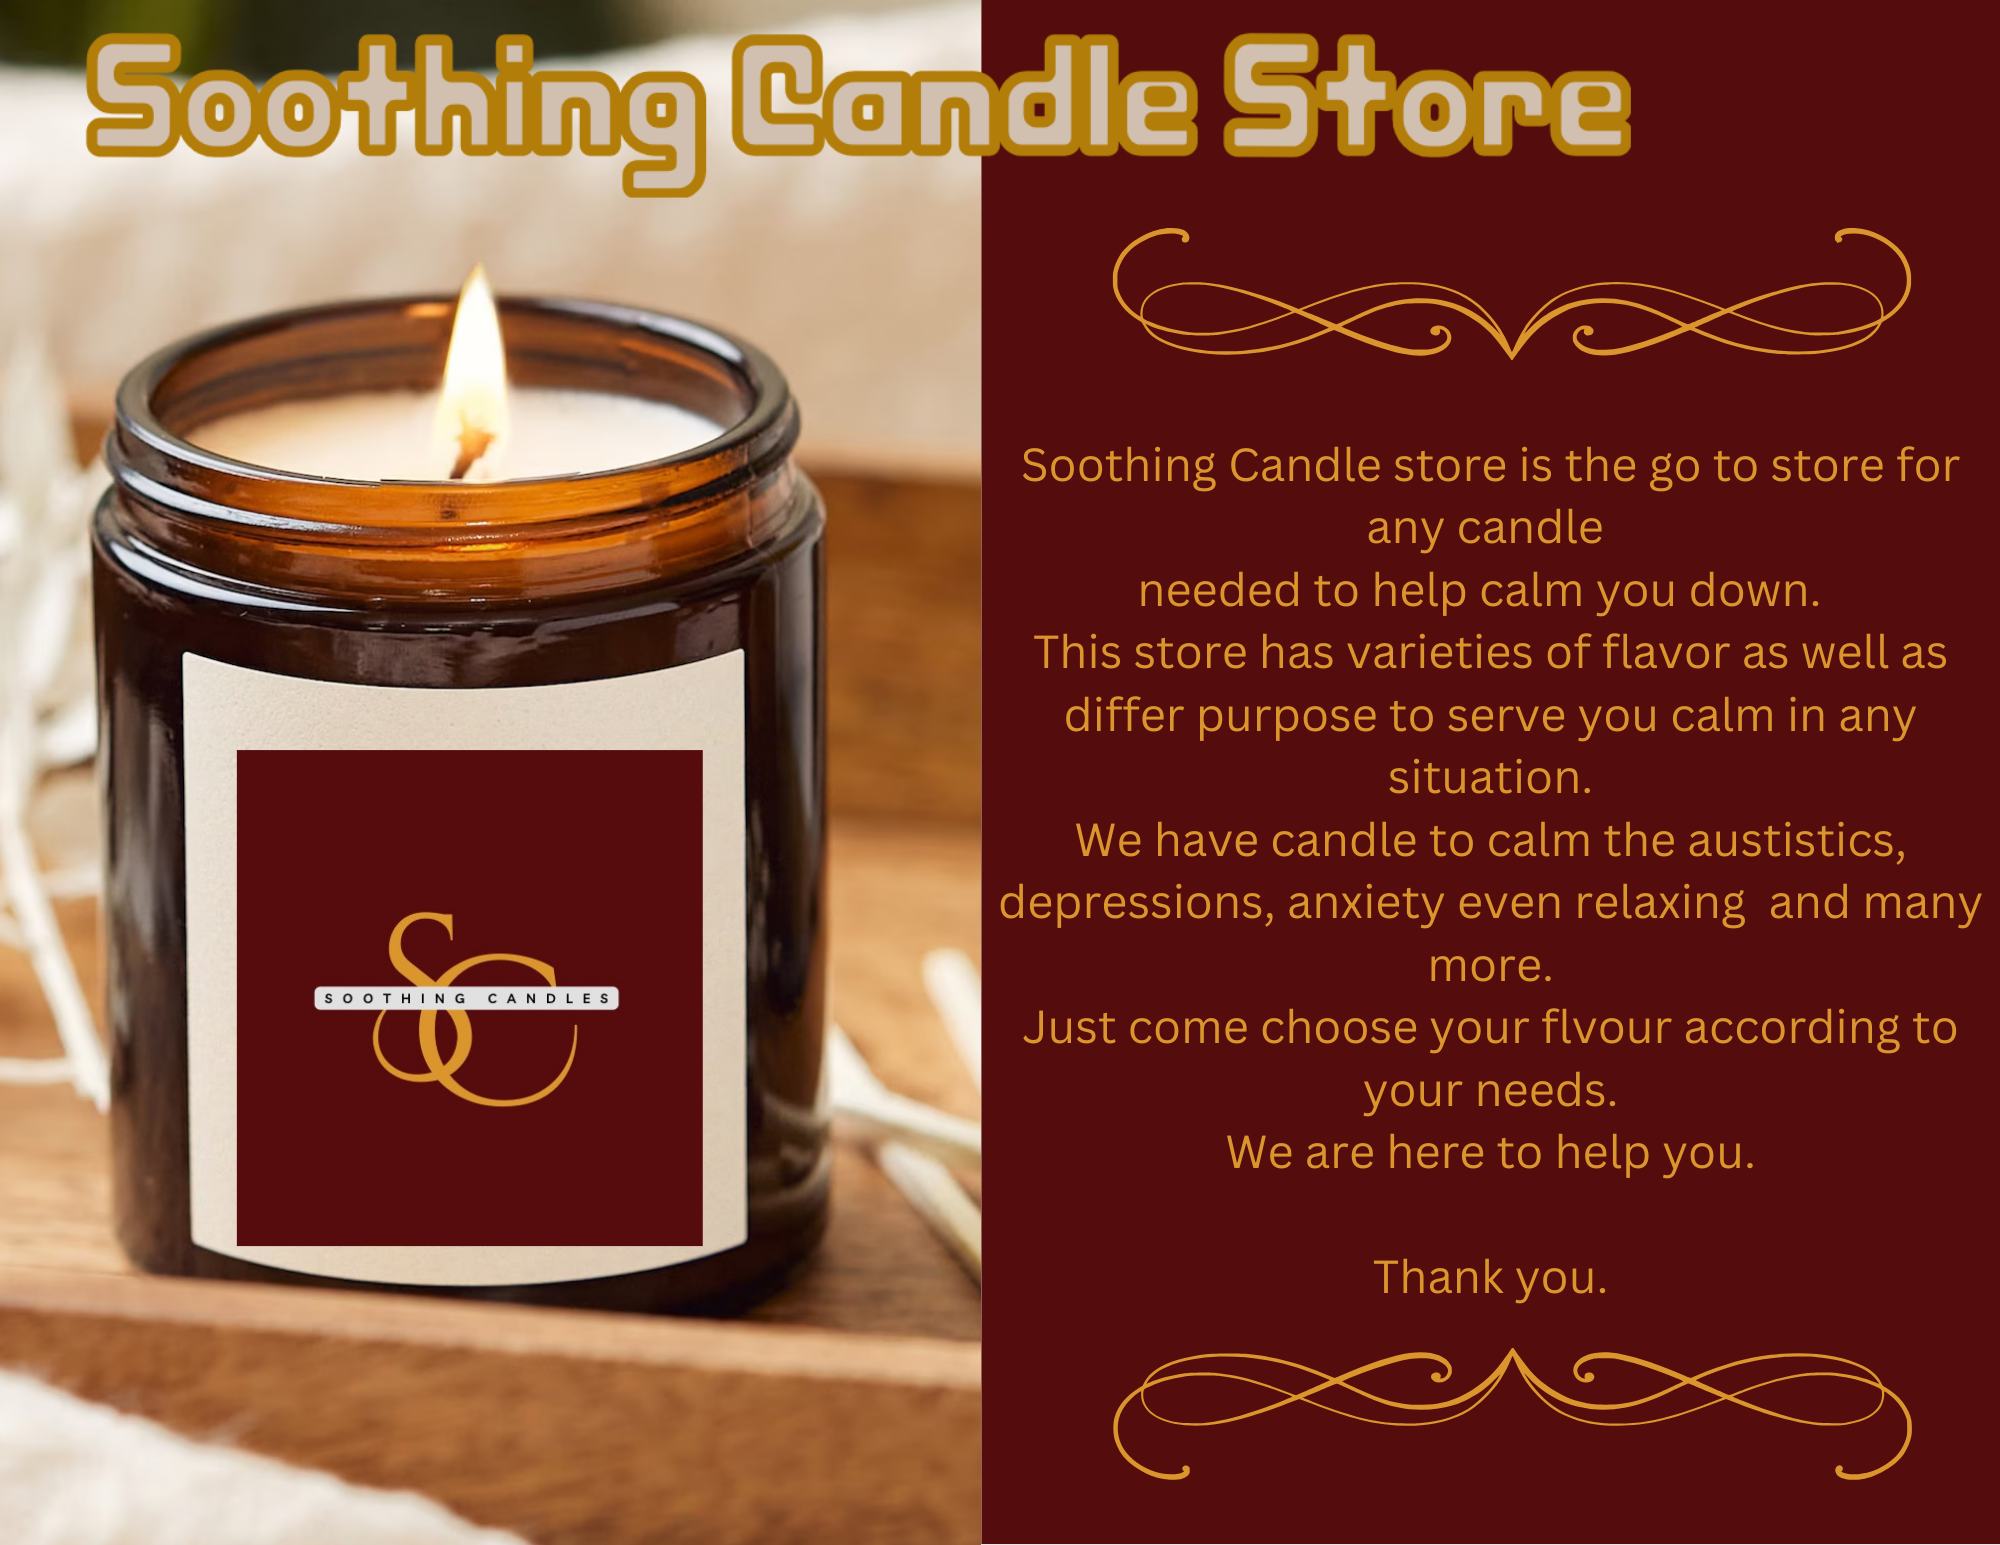 Soothing Candle Store
Soothing Candle store is the go to store for
any candle
needed to help calm you down.
This store has varieties of flavor as well as
differ purpose to serve you calm in any
situation.
We have candle to calm the austistics,
depressions, anxiety even relaxing  and many
more.
Just come choose your flvour according to
your needs.
We are here to help you.
Thank you.
SC
SOOTHING CANDLES